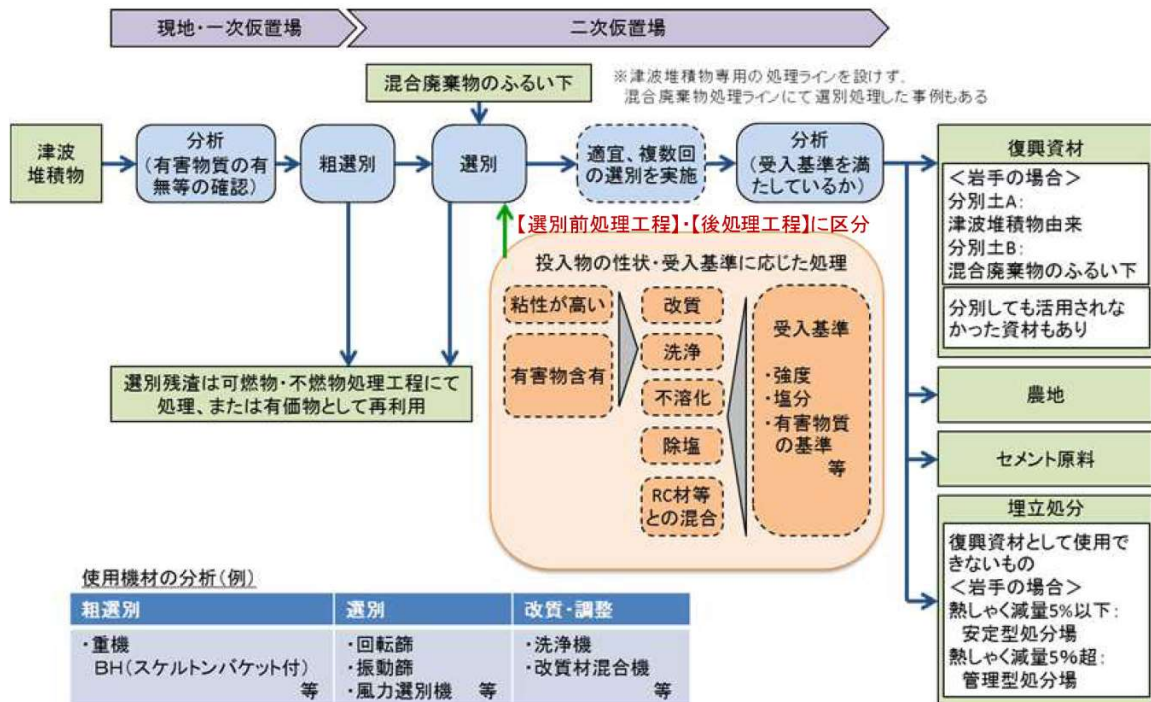 現地・一次仮置場
二次仮置場
混合廃棄物のふるい下
※津波堆積物専用の処理ラインを設けず、
混合廃棄物処理ラインにて選別処理した事例もある
津波
堆積物
分析
(有害物質の有
無等の確認)
粗選別
選別
適宜、複数回
の選別を実施
分析
(受入基準を満
たしているか)
復興資材
＜岩手の場合＞
分別土A:
津波堆積物由来
分別土B:
混合廃棄物のふるい下
分別しても活用されな
かった資材もあり
【選別前処理工程】・【後処理工程】に区分
投入物の性状・受入基準に応じた処理
粘性が高い
有害物含有
改質
洗浄
不溶化
除塩
RC材等
との混合
受入基準
・強度
・塩分
・有害物質
の基準
等
選別残渣は可燃物・不燃物処理工程にて
処理、または有価物として再利用
農地
セメント原料
埋立処分
復興資材として使用で
きないもの
＜岩手の場合＞
熱しゃく減量5%以下:
安定型処分場
熱しゃく減量5%超:
管理型処分場
使用機材の分析(例)
粗選別
選別
改質・調整
・重機
BH(スケルトンバケット付)
等
・回転篩
・振動篩
・風力選別機 等
・洗浄機
・改質材混合機
等